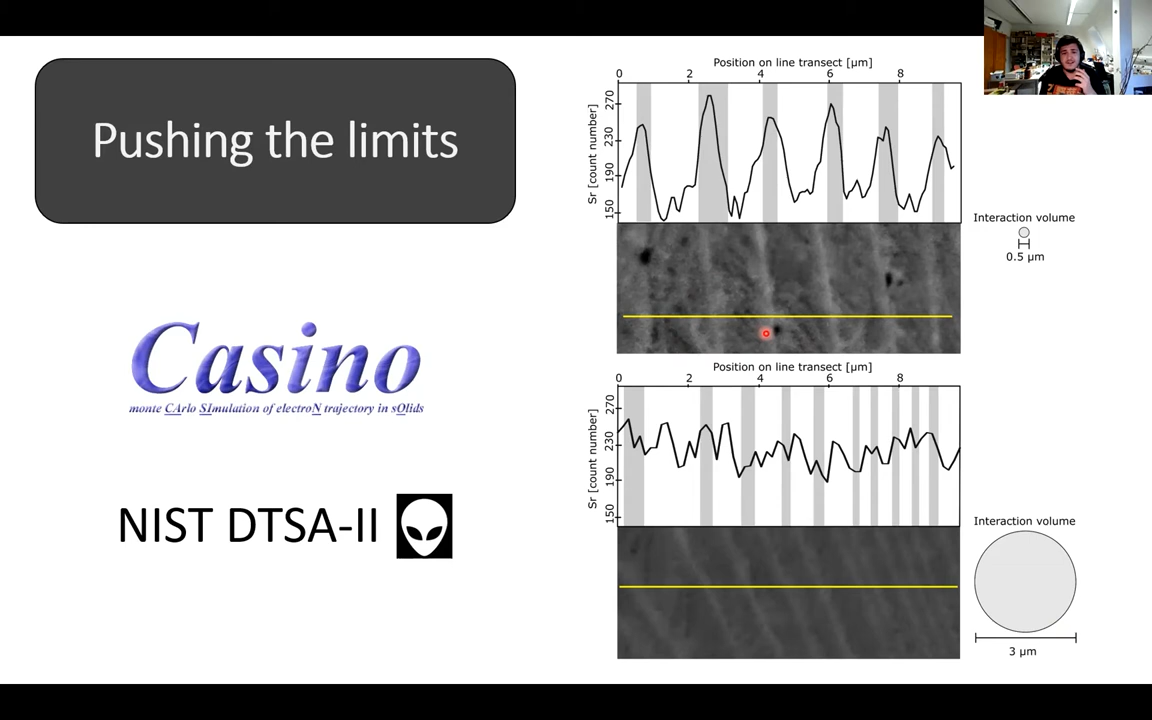 Pushing the limits
Casino
monte CArlo SImulation of electroN trajectory in sOlids
NIST DTSA-II
Position on line transect [µm]
0 2 4 6 8
Sr [count number]
270
230
190
150
Interaction volume
0.5 µm
Position on line transect [µm]
0 2 4 6 8
Sr [count number]
270
230
190
150
Interaction volume
3 µm